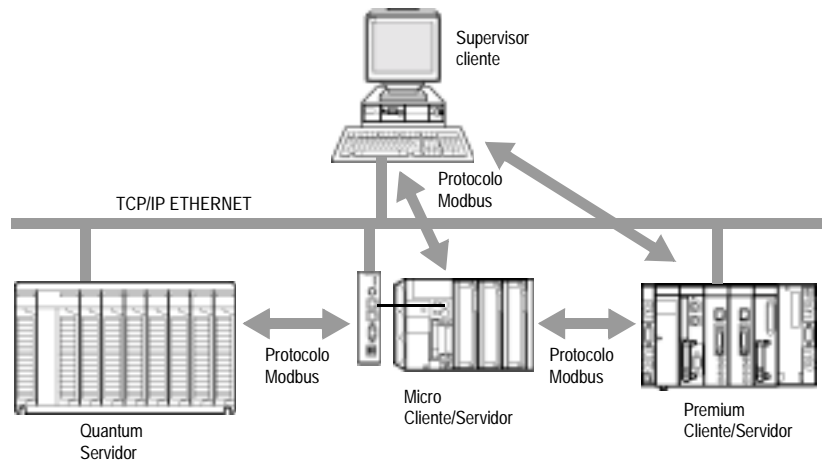 Supervisor
cliente
Protocolo
Modbus
TCP/IP ETHERNET
Protocolo
Modbus
Protocolo
Modbus
Micro
Cliente/Servidor
Premium
Cliente/Servidor
Quantum
Servidor